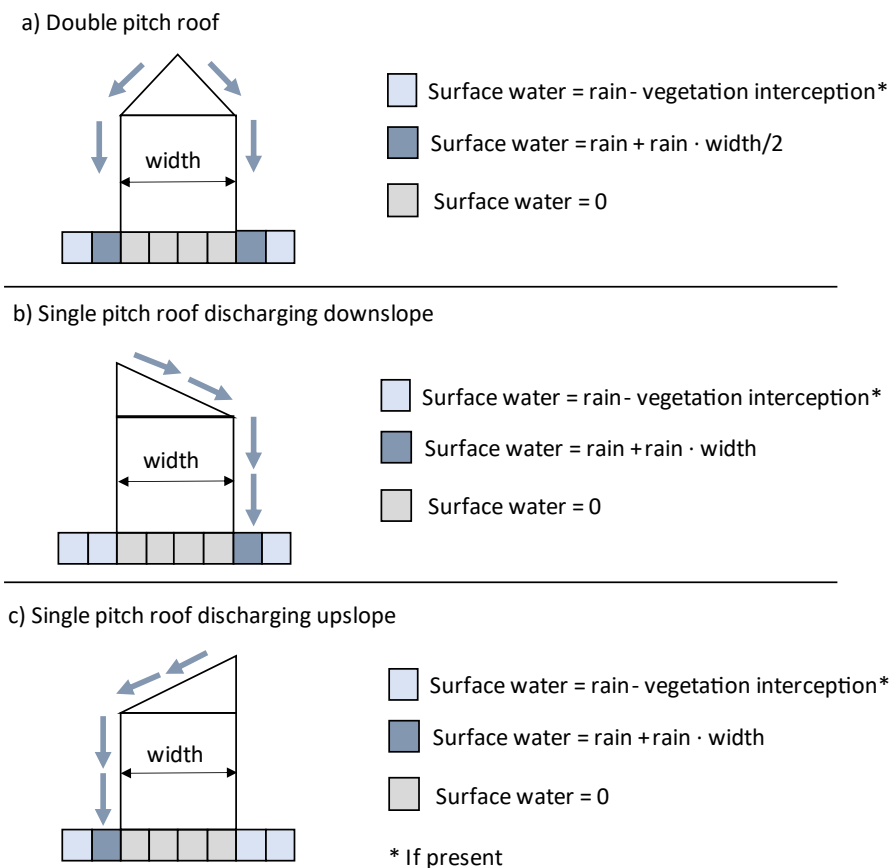 a) Double pitch roof
width
Surface water = rain - vegetation interception*
Surface water = rain + rain · width/2
Surface water = 0
b) Single pitch roof discharging downslope
width
Surface water = rain - vegetation interception*
Surface water = rain + rain · width
Surface water = 0
c) Single pitch roof discharging upslope
width
Surface water = rain - vegetation interception*
Surface water = rain + rain · width
Surface water = 0
* If present